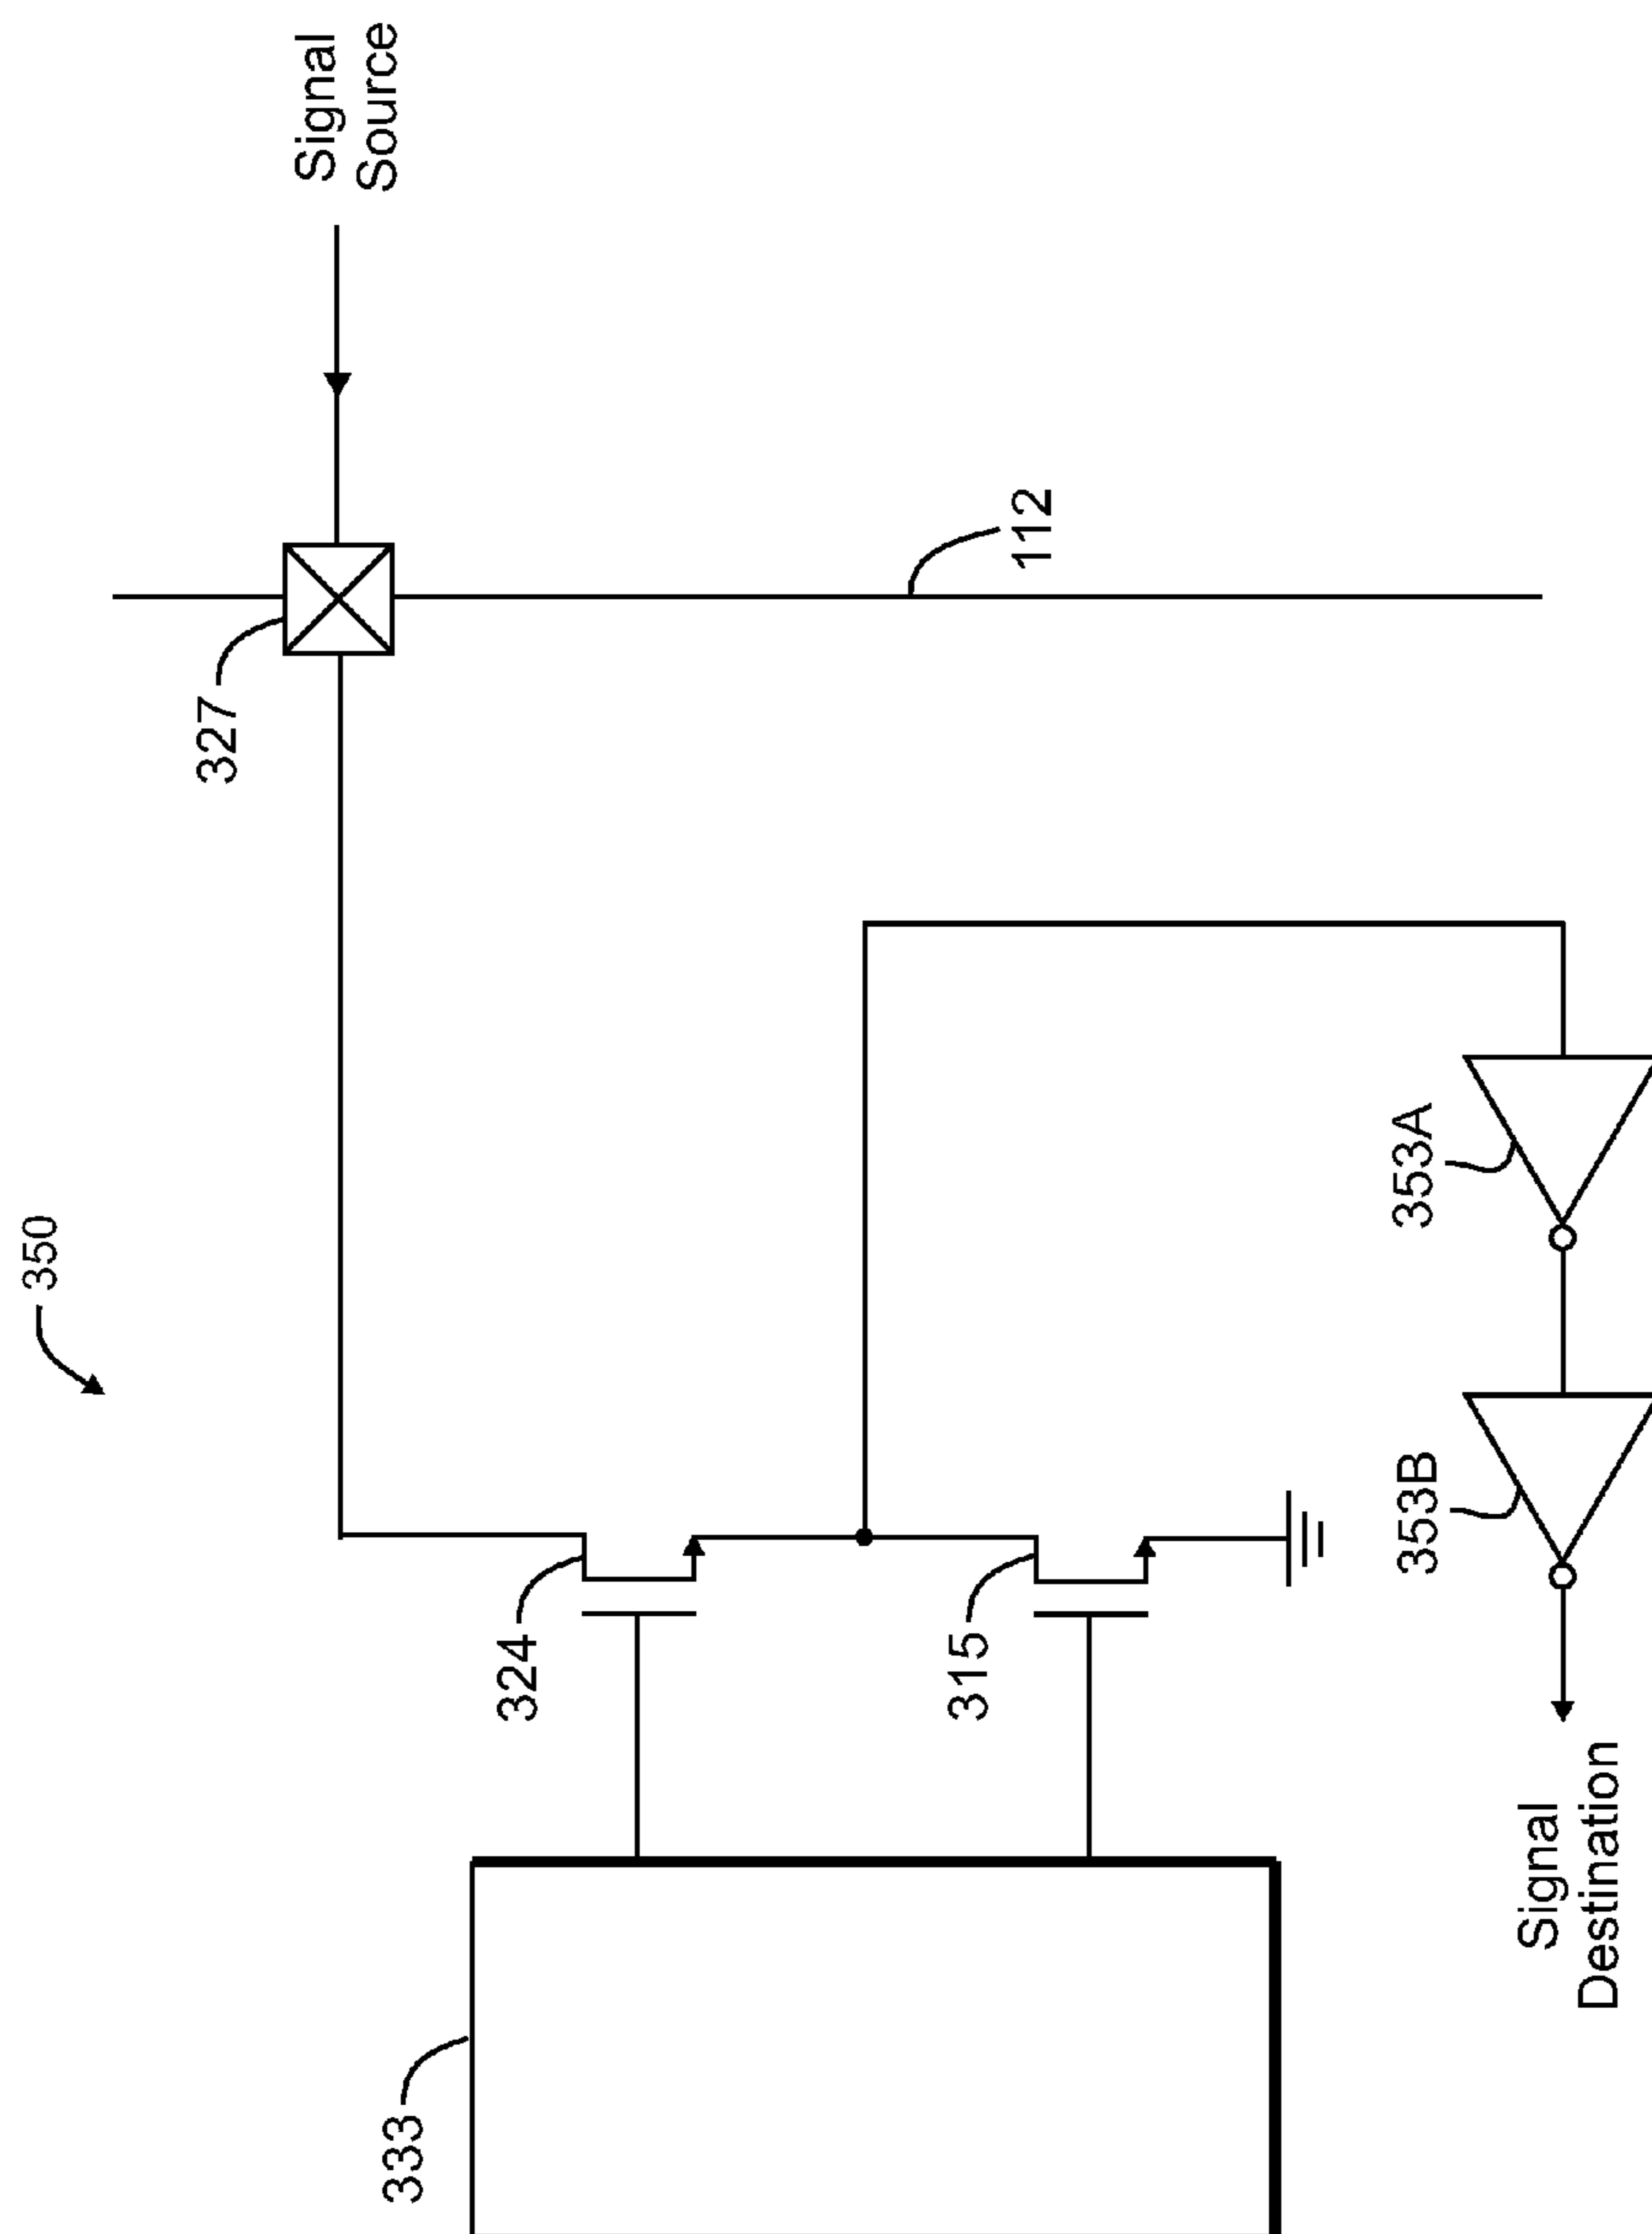 350
Signal
Source
327
112
324
315
333
353A
353B
Signal
Destination